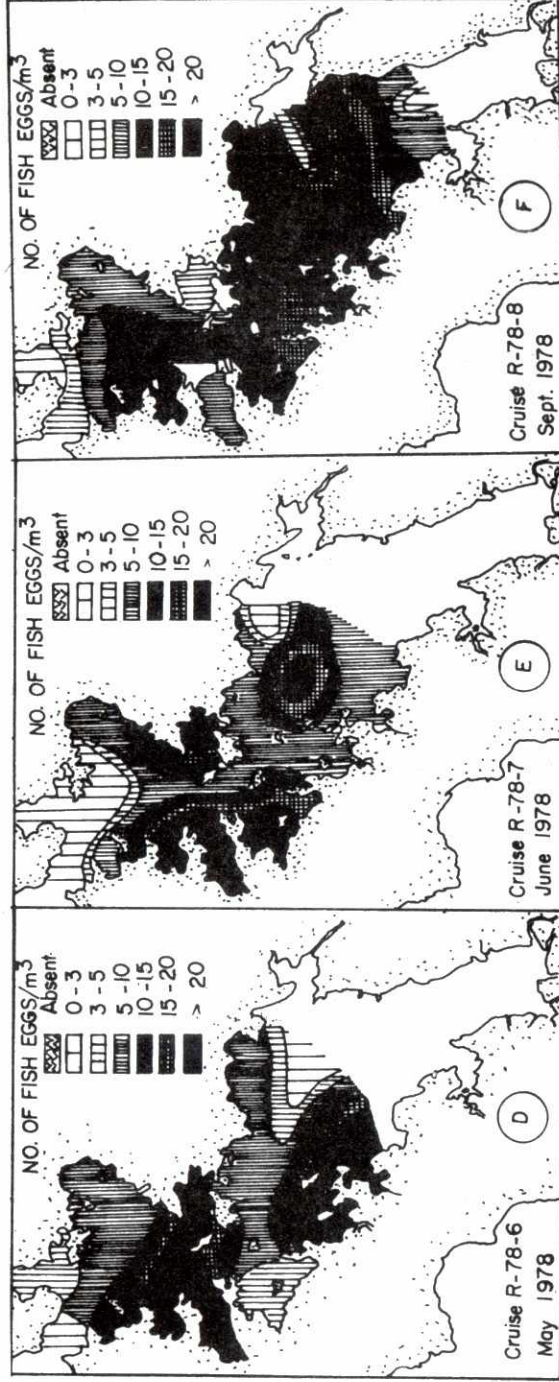 NO. OF FISH EGGS/m³
Absent
0-3
3-5
5-10
10-15
15-20
> 20
D
Cruise R-78-6
May 1978
NO. OF FISH EGGS/m³
Absent
0-3
3-5
5-10
10-15
15-20
> 20
E
Cruise R-78-7
June 1978
NO. OF FISH EGGS/m³
Absent
0-3
3-5
5-10
10-15
15-20
> 20
F
Cruise R-78-8
Sept. 1978